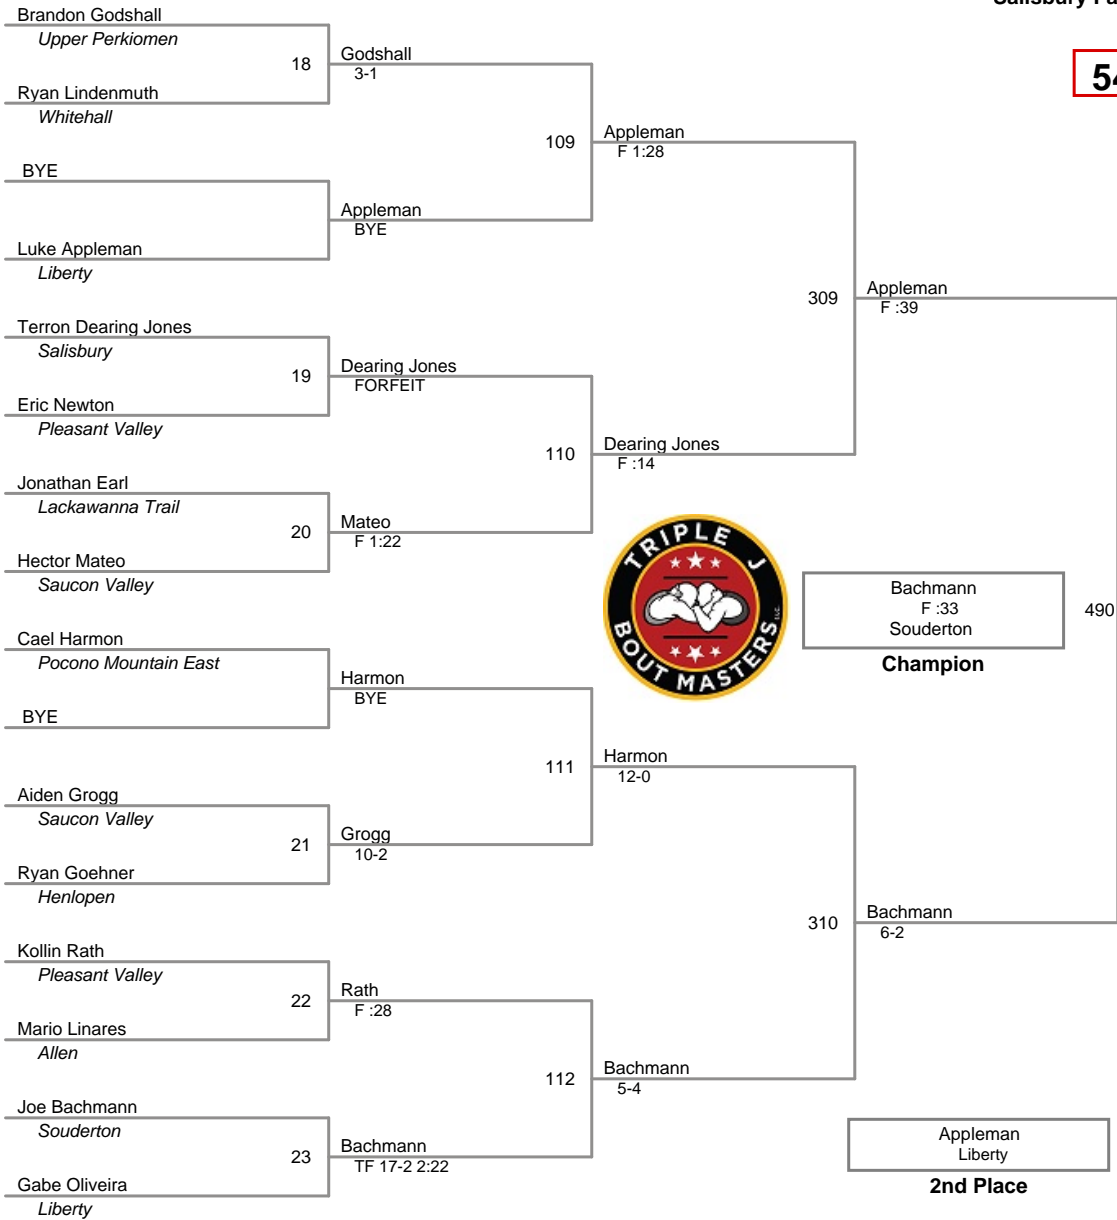 Salisbury Fa
54
Brandon Godshall
Upper Perkiomen
18
Godshall
3-1
Ryan Lindenmuth
Whitehall
109
Appleman
F 1:28
BYE
Appleman
BYE
Luke Appleman
Liberty
309
Appleman
F :39
Terron Dearing Jones
Salisbury
19
Dearing Jones
FORFEIT
Eric Newton
Pleasant Valley
110
Dearing Jones
F :14
Jonathan Earl
Lackawanna Trail
20
Mateo
F 1:22
Hector Mateo
Saucon Valley
TRIPLE J
BOUT MASTERS LLC.
Bachmann
F :33
Souderton
490
Champion
Cael Harmon
Pocono Mountain East
Harmon
BYE
BYE
111
Harmon
12-0
Aiden Grogg
Saucon Valley
21
Grogg
10-2
Ryan Goehner
Henlopen
310
Bachmann
6-2
Kollin Rath
Pleasant Valley
22
Rath
F :28
Mario Linares
Allen
112
Bachmann
5-4
Joe Bachmann
Souderton
23
Bachmann
TF 17-2 2:22
Gabe Oliveira
Liberty
Appleman
Liberty
2nd Place